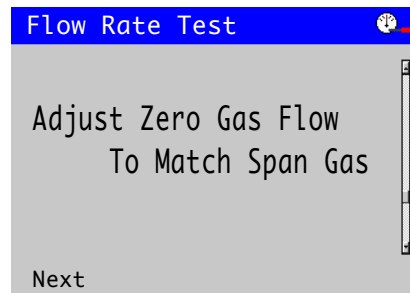 Flow Rate Test
Adjust Zero Gas Flow
To Match Span Gas
Next